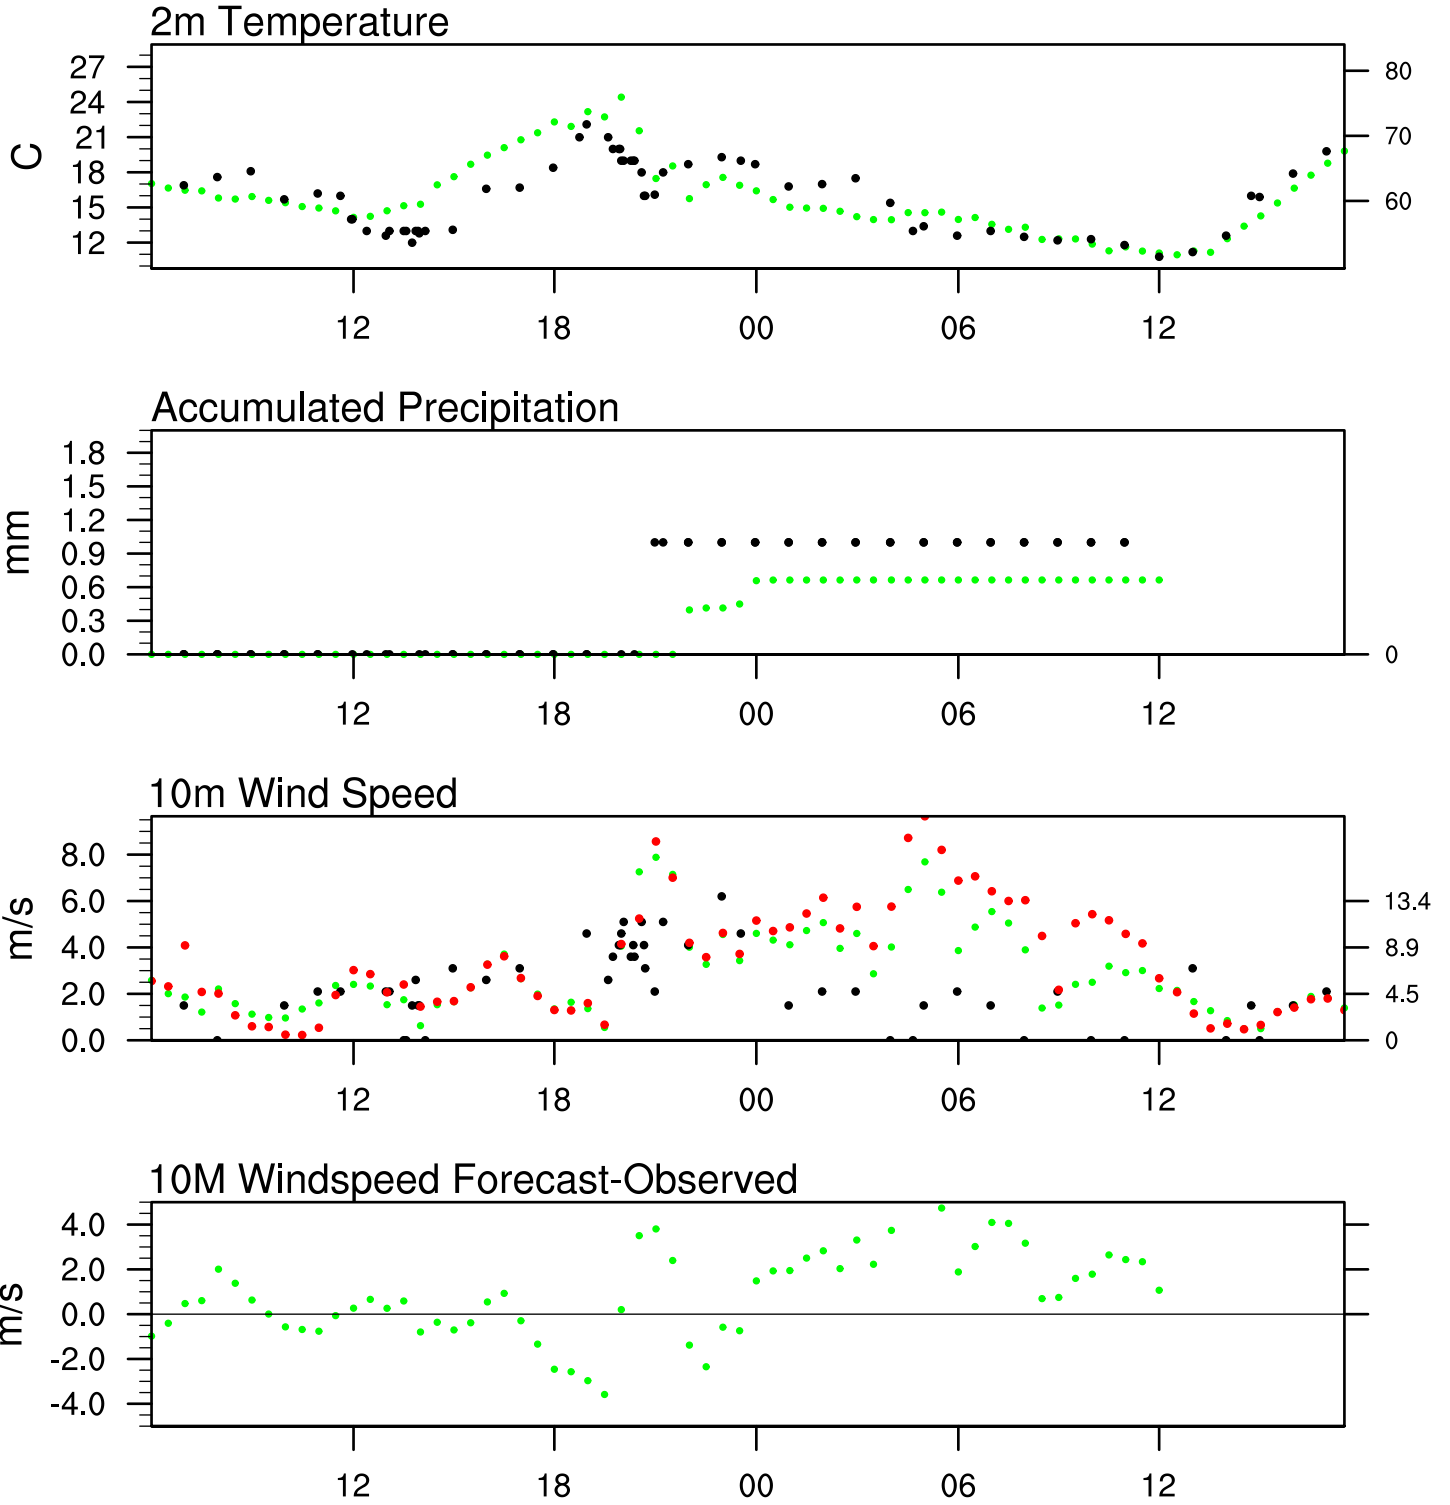 2m Temperature
27
24
21
18
15
12
C
80
70
60
12 18 00 06 12
Accumulated Precipitation
1.8
1.5
1.2
0.9
0.6
0.3
0.0
mm
0
12 18 00 06 12
10m Wind Speed
8.0
6.0
4.0
2.0
0.0
m/s
13.4
8.9
4.5
0
12 18 00 06 12
10M Windspeed Forecast-Observed
4.0
2.0
0.0
-2.0
-4.0
m/s
12 18 00 06 12